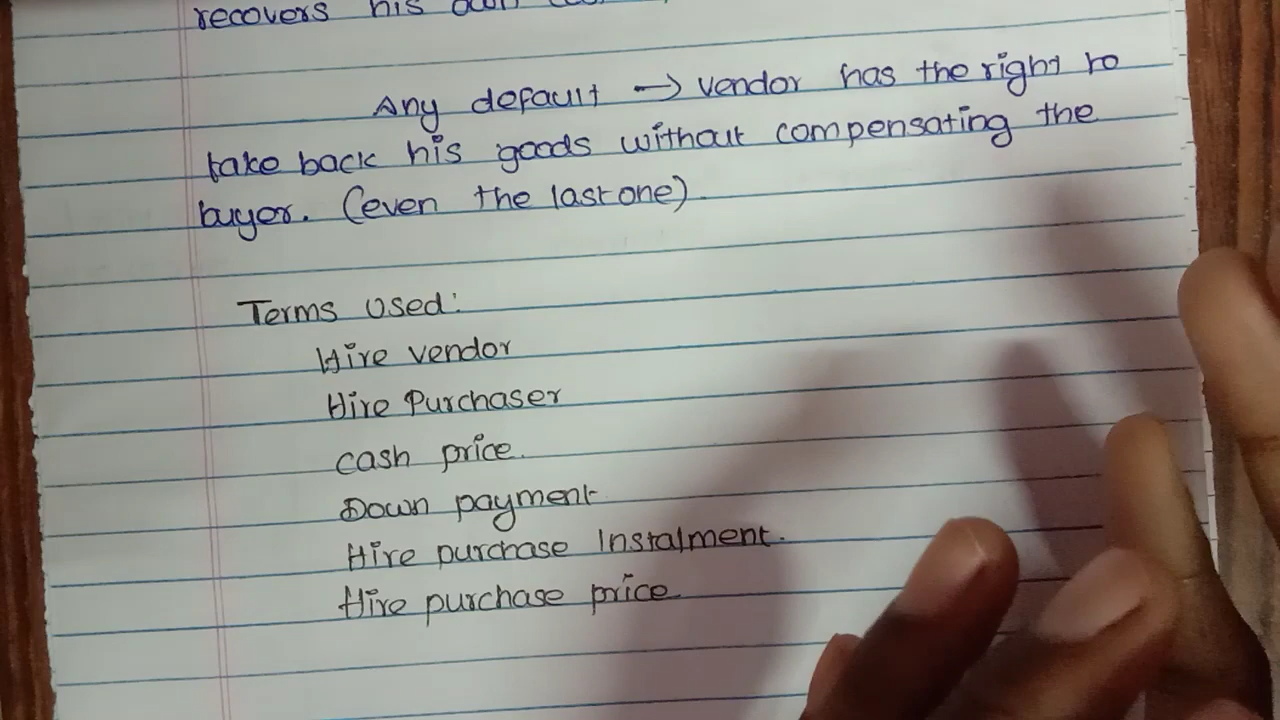 recovers his own
Any default → vendor has the right to
take back his goods without compensating the
buyer. (even the last one).
Terms Used:
Hire vendor
Hire Purchaser
cash price.
Down payment
Hire purchase Instalment.
Hire purchase price